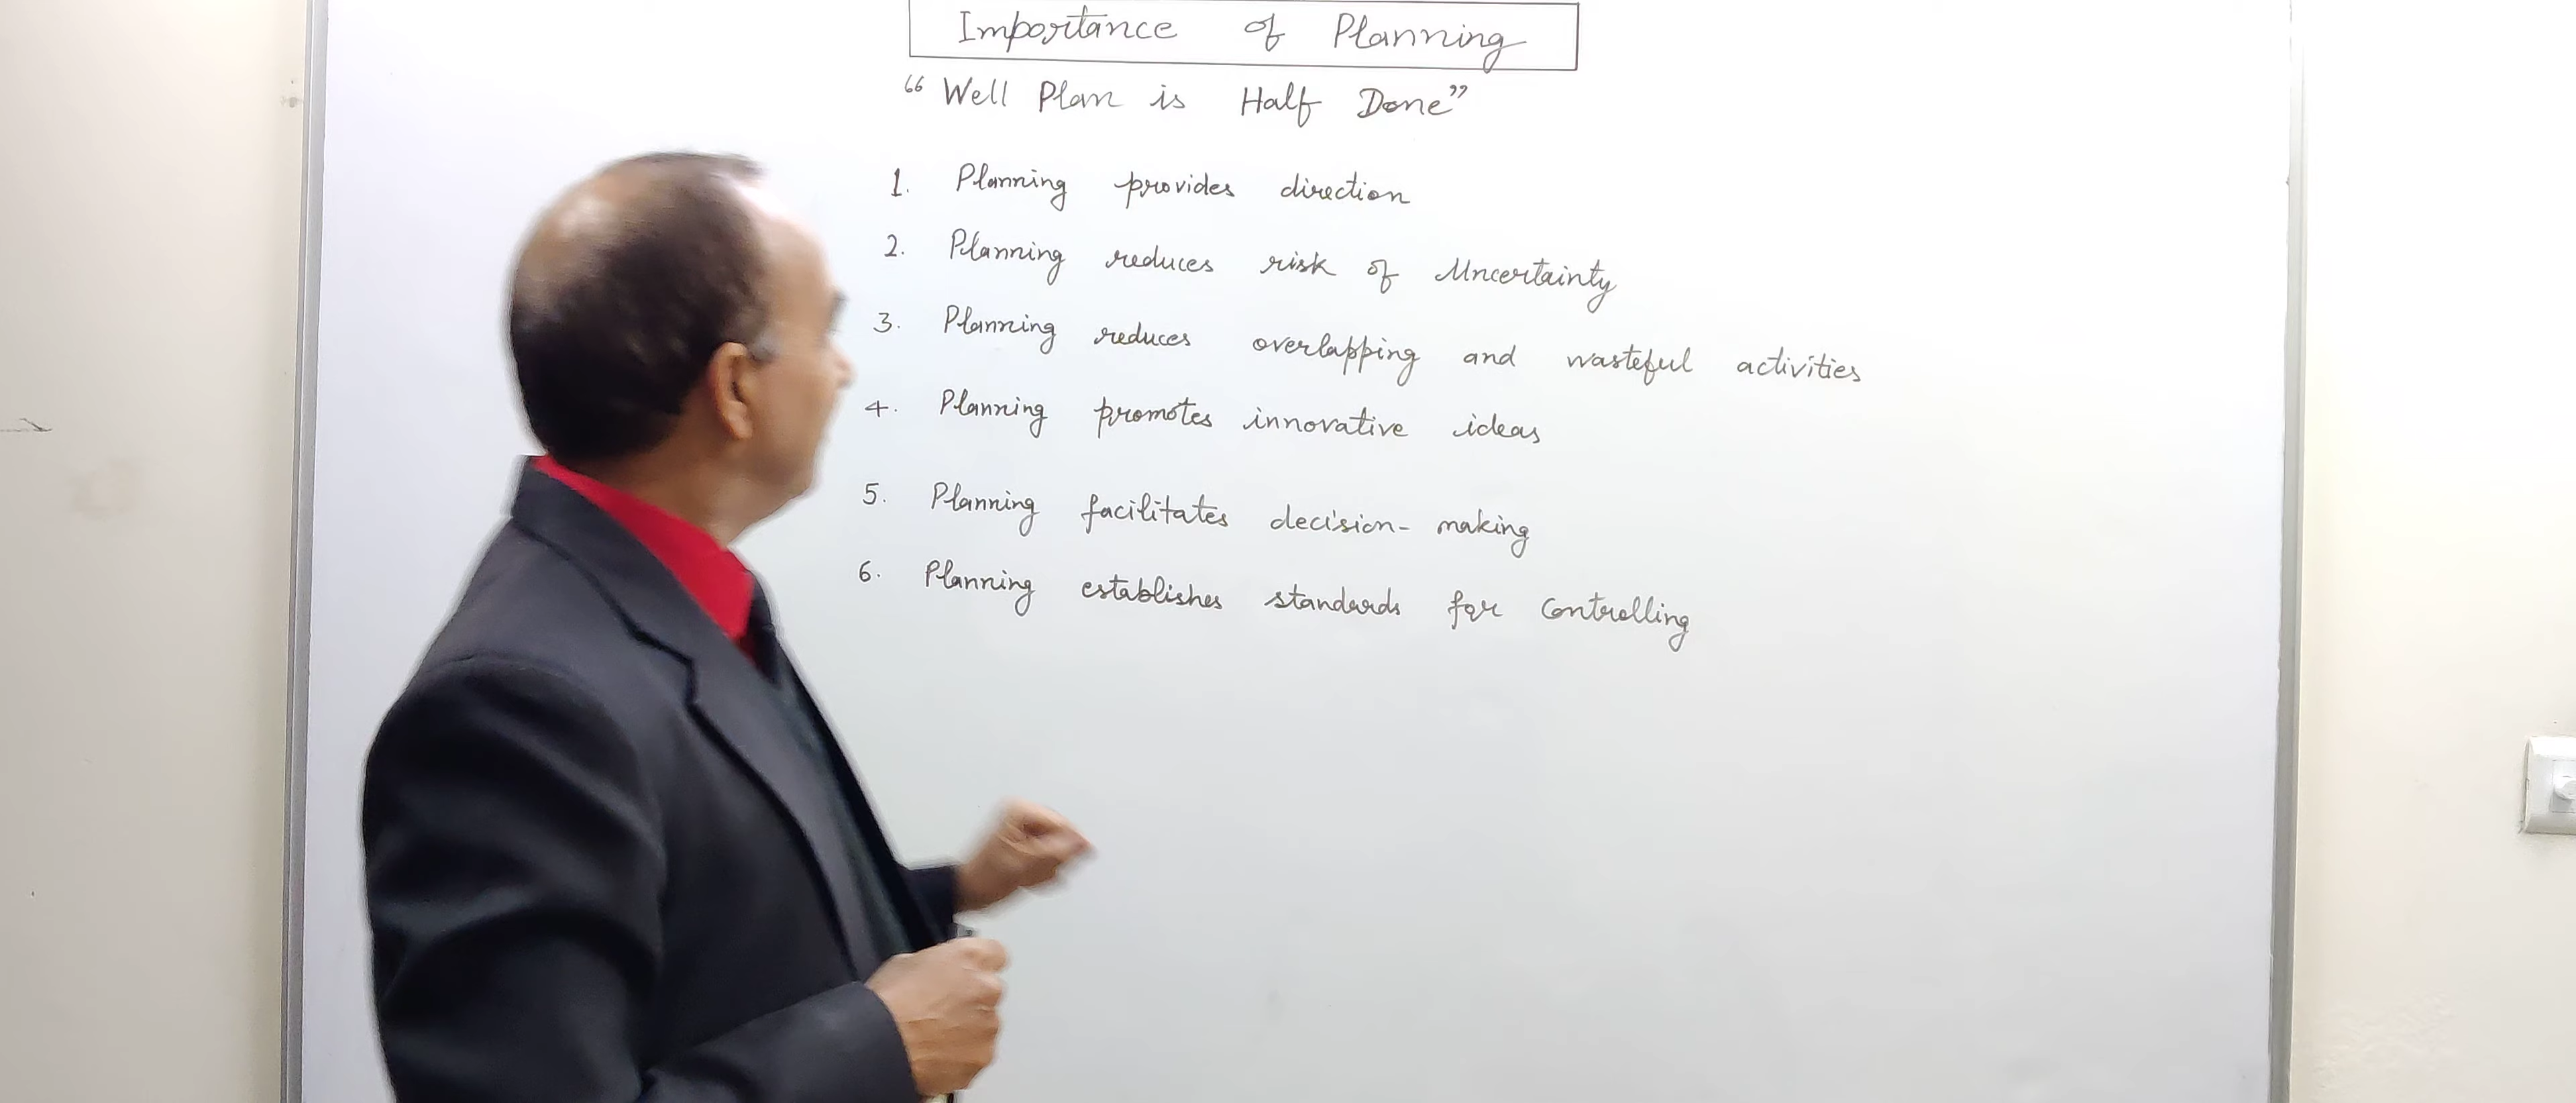 Importance of Planning
“Well Plan is Half Done”
1. Planning provides direction
2. Planning reduces risk of Uncertainty
3. Planning reduces overlapping and wasteful activities
4. Planning promotes innovative ideas
5. Planning facilitates decision-making
6. Planning establishes standards for Controlling